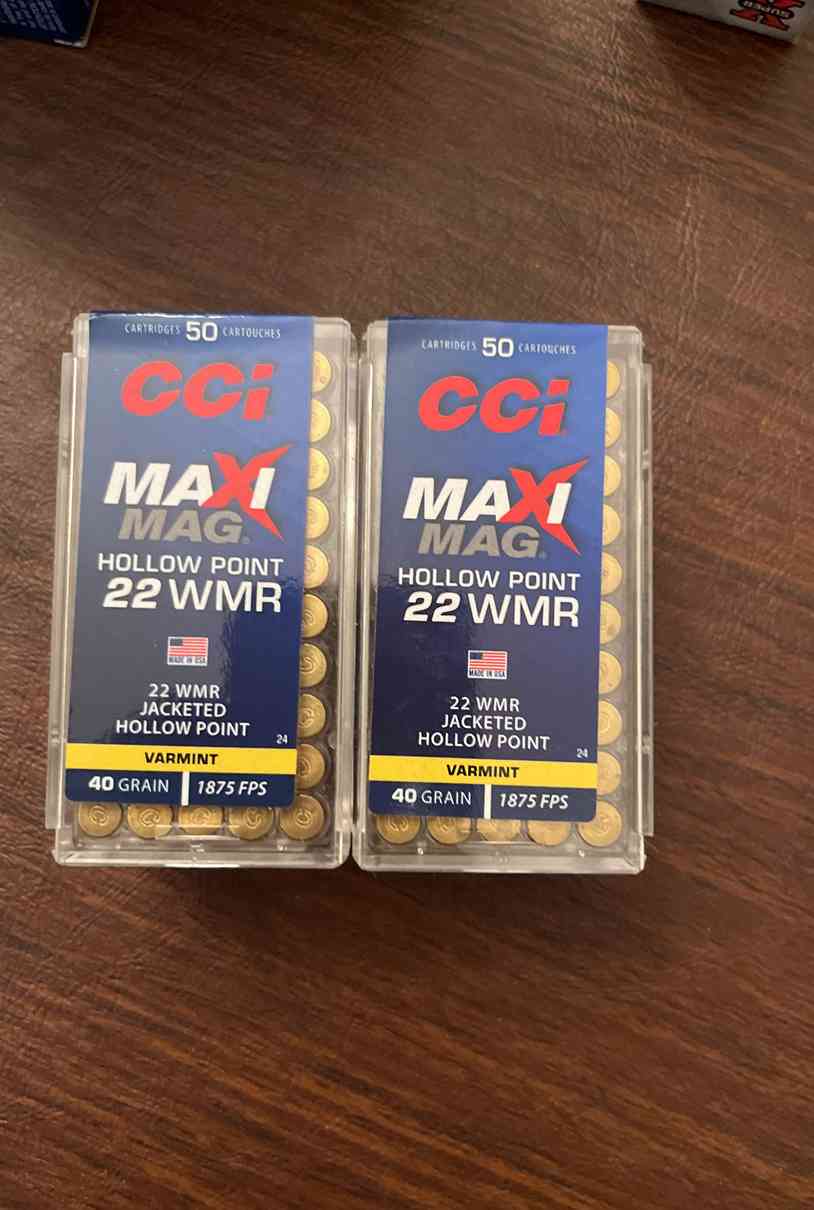 SUPER
X
CARTRIDGES 50 CARTOUCHES
CCi
MAXI
MAG®
HOLLOW POINT
22 WMR
MADE IN USA
22 WMR
JACKETED
HOLLOW POINT
24
VARMINT
40 GRAIN 1875 FPS
CARTRIDGES 50 CARTOUCHES
CCi
MAXI
MAG®
HOLLOW POINT
22 WMR
MADE IN USA
22 WMR
JACKETED
HOLLOW POINT
24
VARMINT
40 GRAIN 1875 FPS